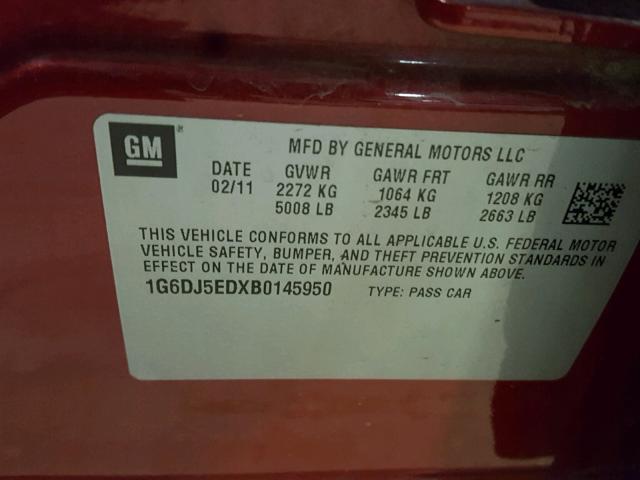 GM
MFD BY GENERAL MOTORS LLC
DATE GVWR GAWR FRT GAWR RR
02/11 2272 KG 1064 KG 1208 KG
5008 LB 2345 LB 2663 LB
THIS VEHICLE CONFORMS TO ALL APPLICABLE U.S. FEDERAL MOTOR
VEHICLE SAFETY, BUMPER, AND THEFT PREVENTION STANDARDS IN
EFFECT ON THE DATE OF MANUFACTURE SHOWN ABOVE.
1G6DJ5EDXB0145950 TYPE: PASS CAR